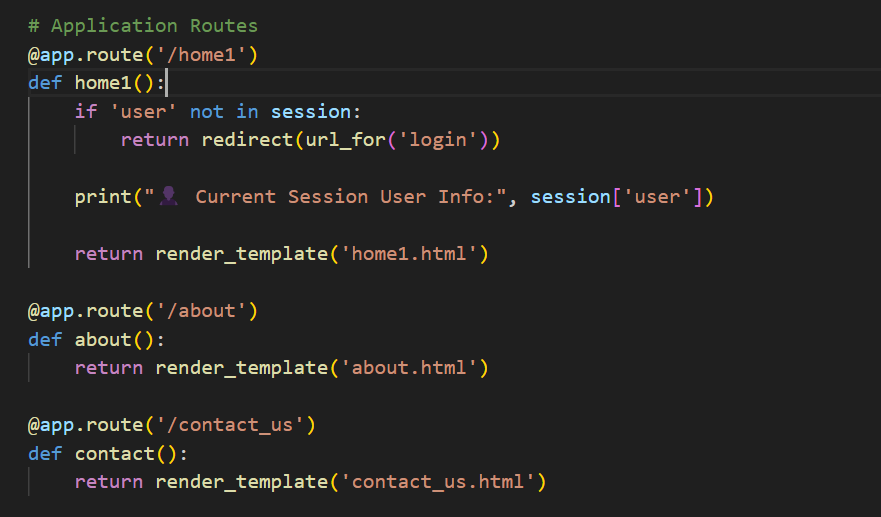 # Application Routes
@app.route('/home1')
def home1():
    if 'user' not in session:
        return redirect(url_for('login'))
    print("👤 Current Session User Info:", session['user'])
    return render_template('home1.html')
@app.route('/about')
def about():
    return render_template('about.html')
@app.route('/contact_us')
def contact():
    return render_template('contact_us.html')